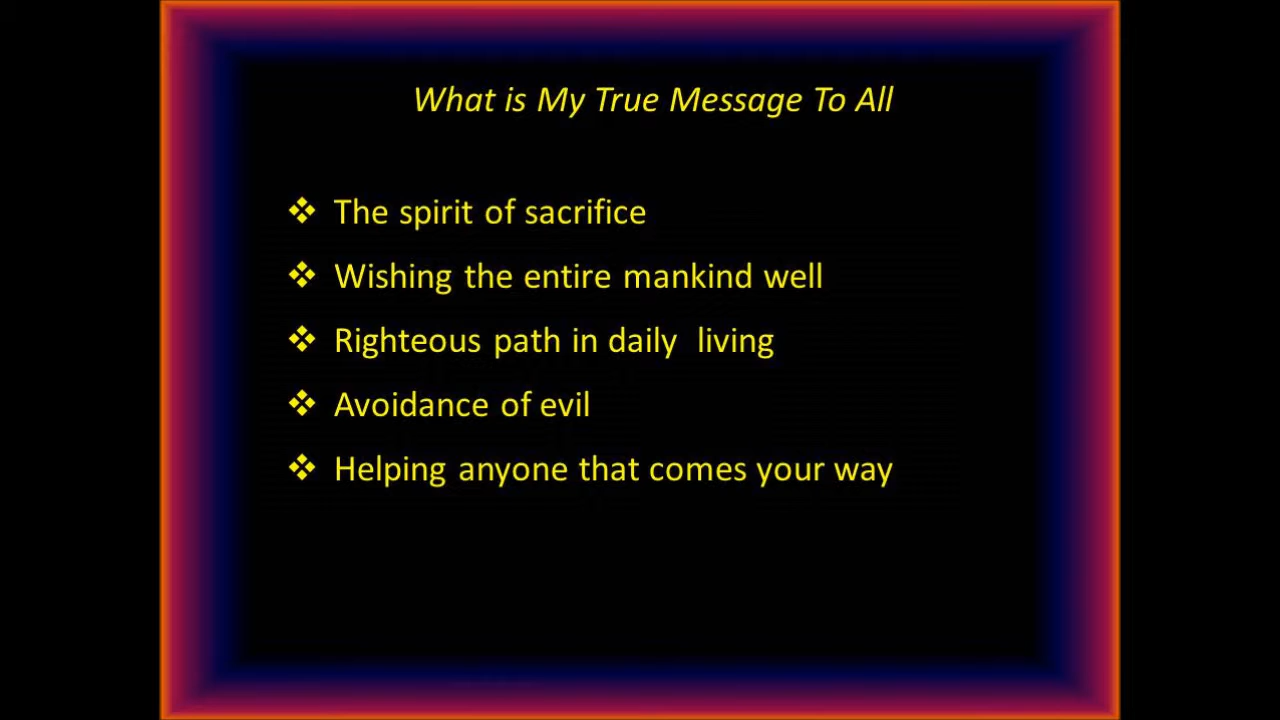 What is My True Message To All
❖ The spirit of sacrifice
❖ Wishing the entire mankind well
❖ Righteous path in daily  living
❖ Avoidance of evil
❖ Helping anyone that comes your way